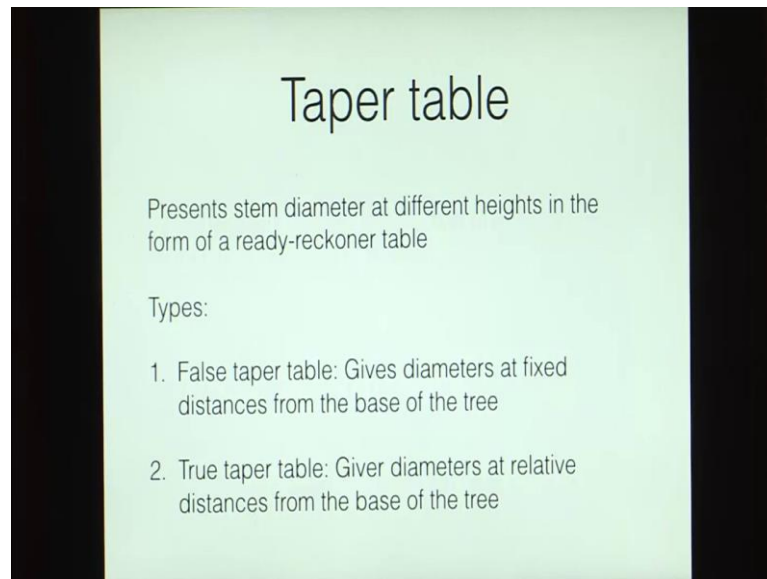 Taper table
Presents stem diameter at different heights in the
form of a ready-reckoner table
Types:
1. False taper table: Gives diameters at fixed
distances from the base of the tree
2. True taper table: Giver diameters at relative
distances from the base of the tree